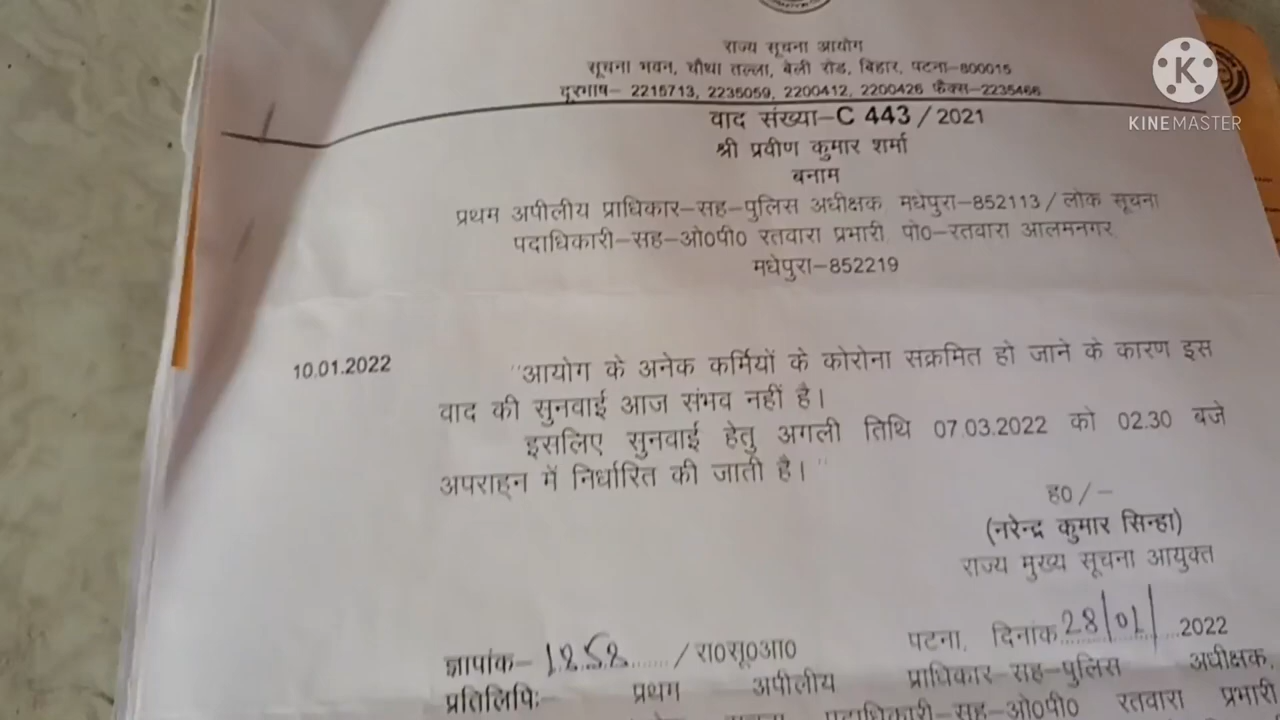 राज्य सूचना आयोग
सूचना भवन, चौथा तल्ला, बेली रोड, बिहार, पटना-800015
दूरभाष- 2215713, 2235059, 2200412, 2200426 फैक्स-2235466
वाद संख्या-C 443 / 2021
श्री प्रवीण कुमार शर्मा
बनाम
प्रथम अपीलीय प्राधिकार-सह-पुलिस अधीक्षक, मधेपुरा-852113 / लोक सूचना
पदाधिकारी-सह-ओ0पी0 रतवारा प्रभारी, पो0-रतवारा आलमनगर,
मधेपुरा-852219
10.01.2022
"आयोग के अनेक कर्मियों के कोरोना सक्रमित हो जाने के कारण इस
वाद की सुनवाई आज संभव नहीं है।
इसलिए सुनवाई हेतु अगली तिथि 07.03.2022 को 02.30 बजे
अपराह्न में निर्धारित की जाती है।"
ह0/-
(नरेन्द्र कुमार सिन्हा)
राज्य मुख्य सूचना आयुक्त
ज्ञापांक- ....... / रा0सू0आ0 पटना, दिनांक 28/01/ ...2022
प्रतिलिपिः- प्रथम अपीलीय प्राधिकार-सह-पुलिस अधीक्षक,
सूचना पदाधिकारी-सह-ओ0पी0 रतवारा प्रभारी
KINEMASTER